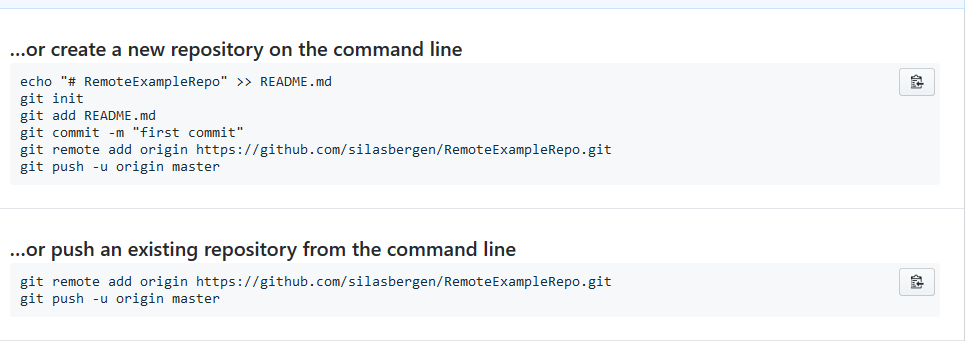 ...or create a new repository on the command line
echo "# RemoteExampleRepo" >> README.md
git init
git add README.md
git commit -m "first commit"
git remote add origin https://github.com/silasbergen/RemoteExampleRepo.git
git push -u origin master
...or push an existing repository from the command line
git remote add origin https://github.com/silasbergen/RemoteExampleRepo.git
git push -u origin master